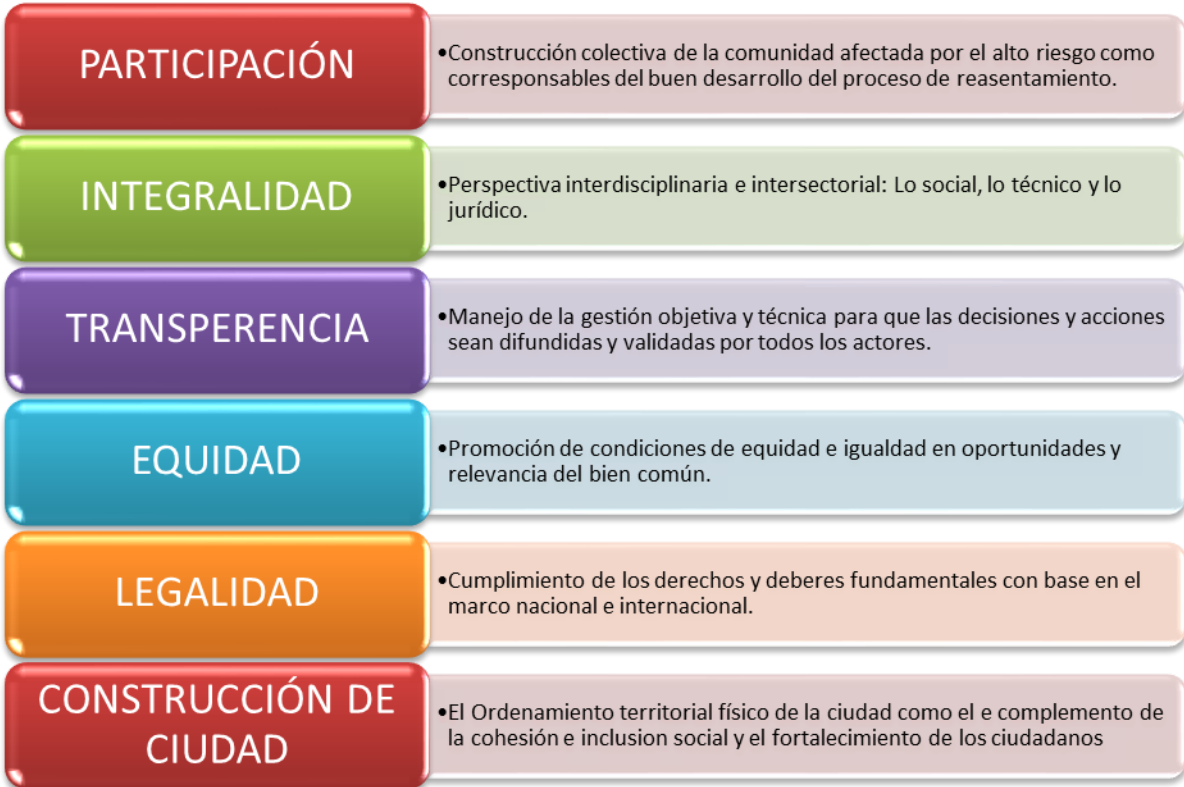 PARTICIPACIÓN
•Construcción colectiva de la comunidad afectada por el alto riesgo como
corresponsables del buen desarrollo del proceso de reasentamiento.
INTEGRALIDAD
•Perspectiva interdisciplinaria e intersectorial: Lo social, lo técnico y lo
jurídico.
TRANSPERENCIA
•Manejo de la gestión objetiva y técnica para que las decisiones y acciones
sean difundidas y validadas por todos los actores.
EQUIDAD
•Promoción de condiciones de equidad e igualdad en oportunidades y
relevancia del bien común.
LEGALIDAD
•Cumplimiento de los derechos y deberes fundamentales con base en el
marco nacional e internacional.
CONSTRUCCIÓN DE
CIUDAD
•El Ordenamiento territorial físico de la ciudad como el e complemento de
la cohesión e inclusion social y el fortalecimiento de los ciudadanos